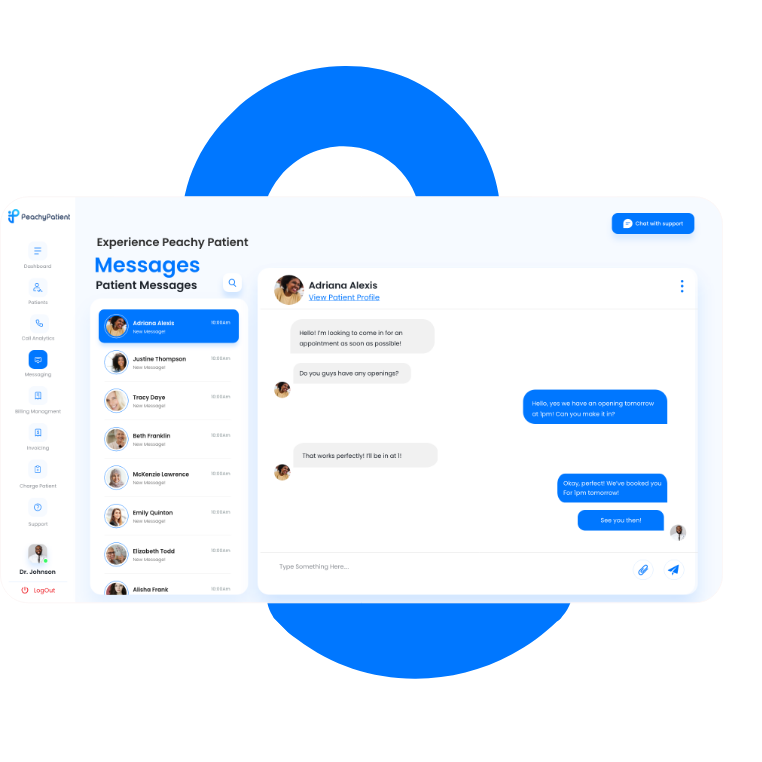 PeachyPatient
Dashboard
Patients
Call Analytics
Messaging
Billing Managment
Invoicing
Charge Patient
Support
Dr. Johnson
LogOut
Chat with support
Experience Peachy Patient
Messages
Patient Messages
Adriana Alexis
10:00am
New Message!
Justine Thompson
10:00am
New Message!
Tracy Daye
10:00am
New Message!
Beth Franklin
10:00am
New Message!
McKenzie Lawrence
10:00am
New Message!
Emily Quinton
10:00am
New Message!
Elizabeth Todd
10:00am
New Message!
Alisha Frank
10:00am
Adriana Alexis
View Patient Profile
Hello! I'm looking to come in for an
appointment as soon as possible!
Do you guys have any openings?
Hello, yes we have an opening tomorrow
at 1pm! Can you make it in?
That works perfectly! I'll be in at 1!
Okay, perfect! We've booked you
For 1pm tomorrow!
See you then!
Type Something Here...